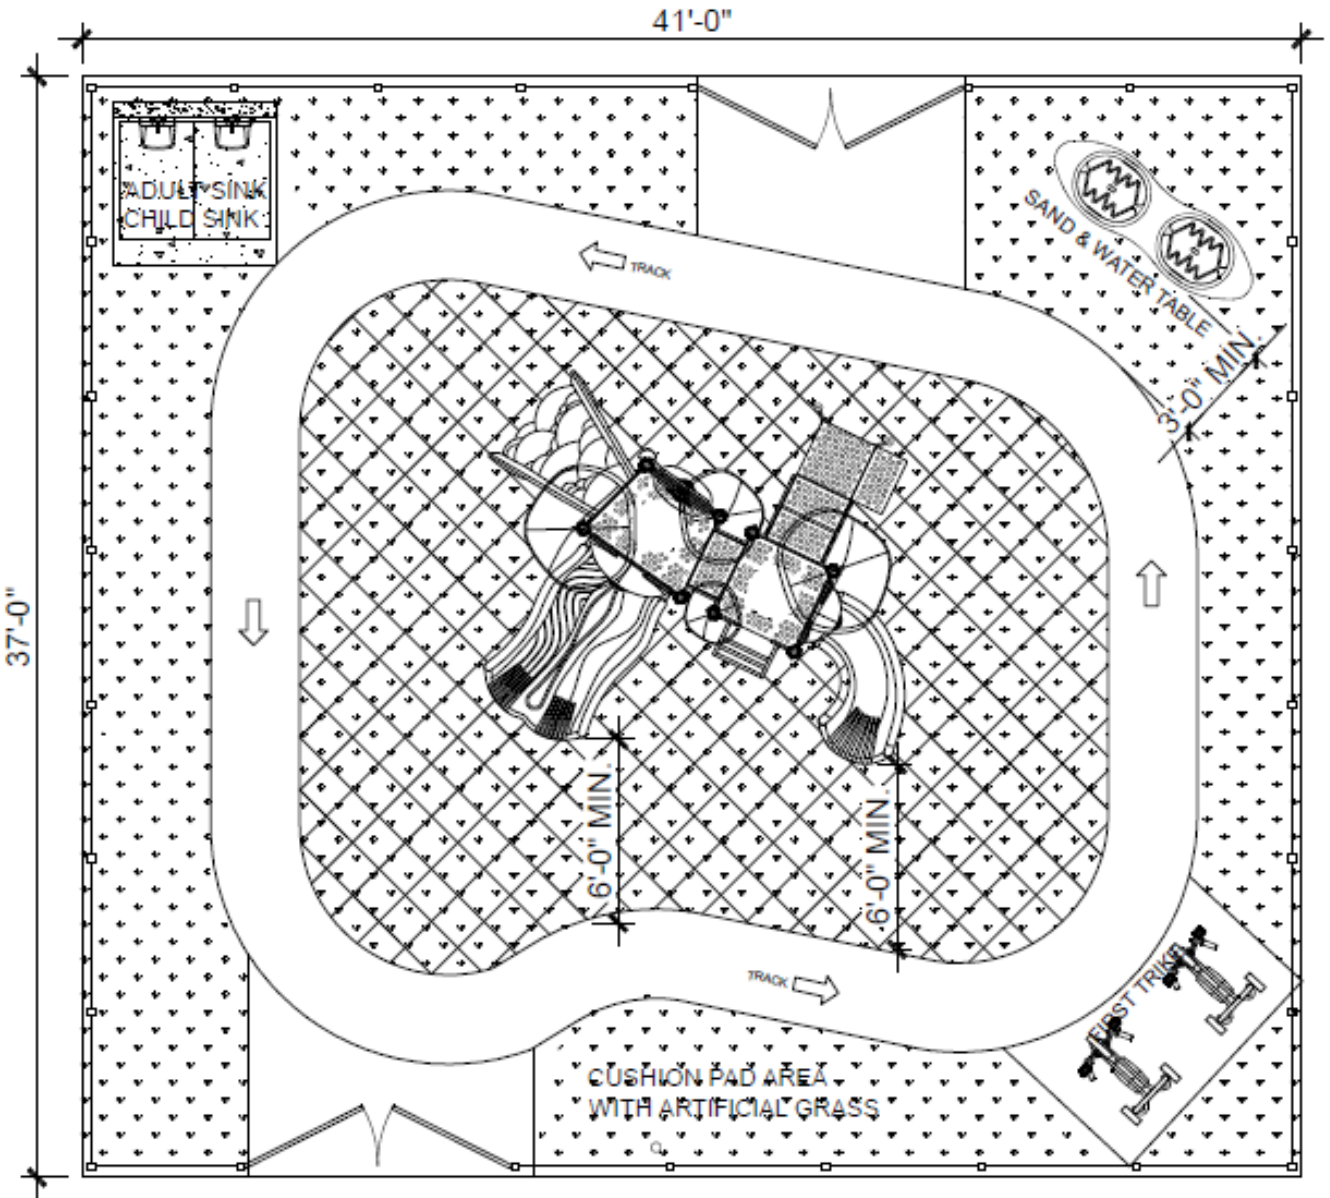 41'-0"
ADULT SINK
CHILD SINK
SAND & WATER TABLE
TRACK
3'-0" MIN.
37'-0"
6'-0" MIN.
6'-0" MIN.
FIRST TRIKE
TRACK
CUSHION PAD AREA
WITH ARTIFICIAL GRASS